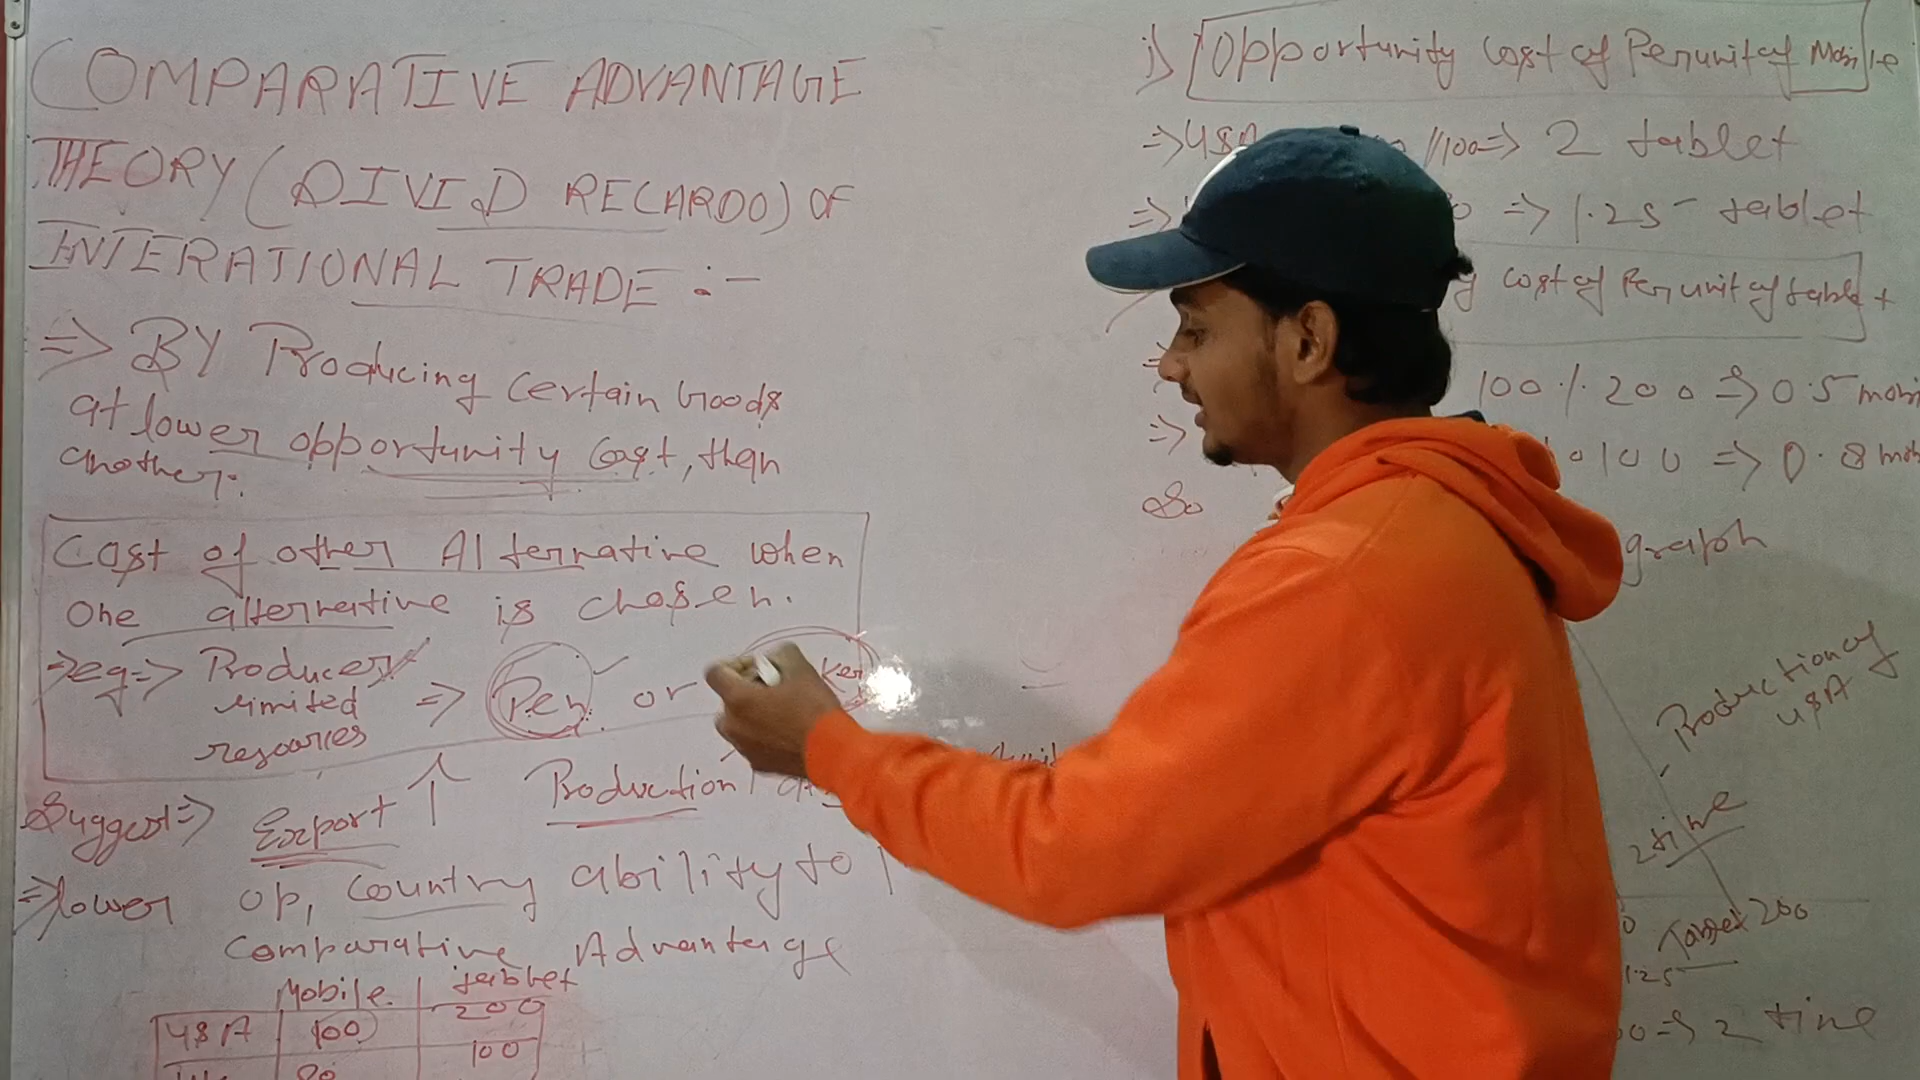 COMPARATIVE ADVANTAGE
THEORY (DIVID RECARDO) OF
INTERATIONAL TRADE :-
=> BY Producing certain Goods
at lower opportunity Cost, than
another.
Cost of other Alternative when
One alternative is chosen.
=> eg => Producer
limited
resources => Pen or ker
Suggest => Export ↑ Production
=> lower op, country ability to
Comparative Advantage
Mobile tablet
USA 100 200
100
i) Opportunity Cost of Per unit of Mobile
=> USA /100 => 2 tablet
=> => 1.25 tablet
cost of Per unit of tablet
100 % 200 => 0.5 mobi
=> 100 => 0.8 mob
So graph
Production of
USA
2 time
Tablet 200
1.25
00 => 2 time